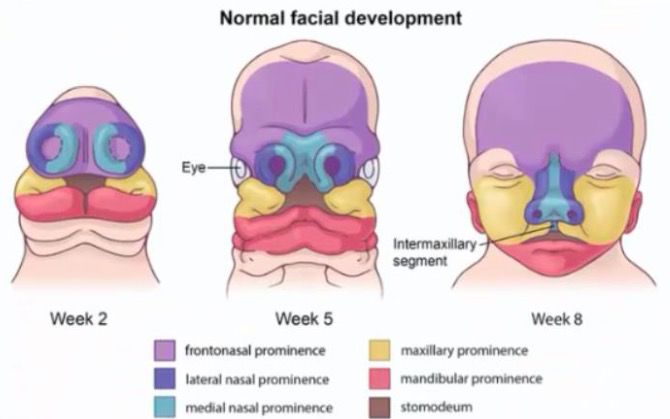 Normal facial development
Eye
Intermaxillary
segment
Week 2
Week 5
Week 8
frontonasal prominence
maxillary prominence
lateral nasal prominence
mandibular prominence
medial nasal prominence
stomodeum